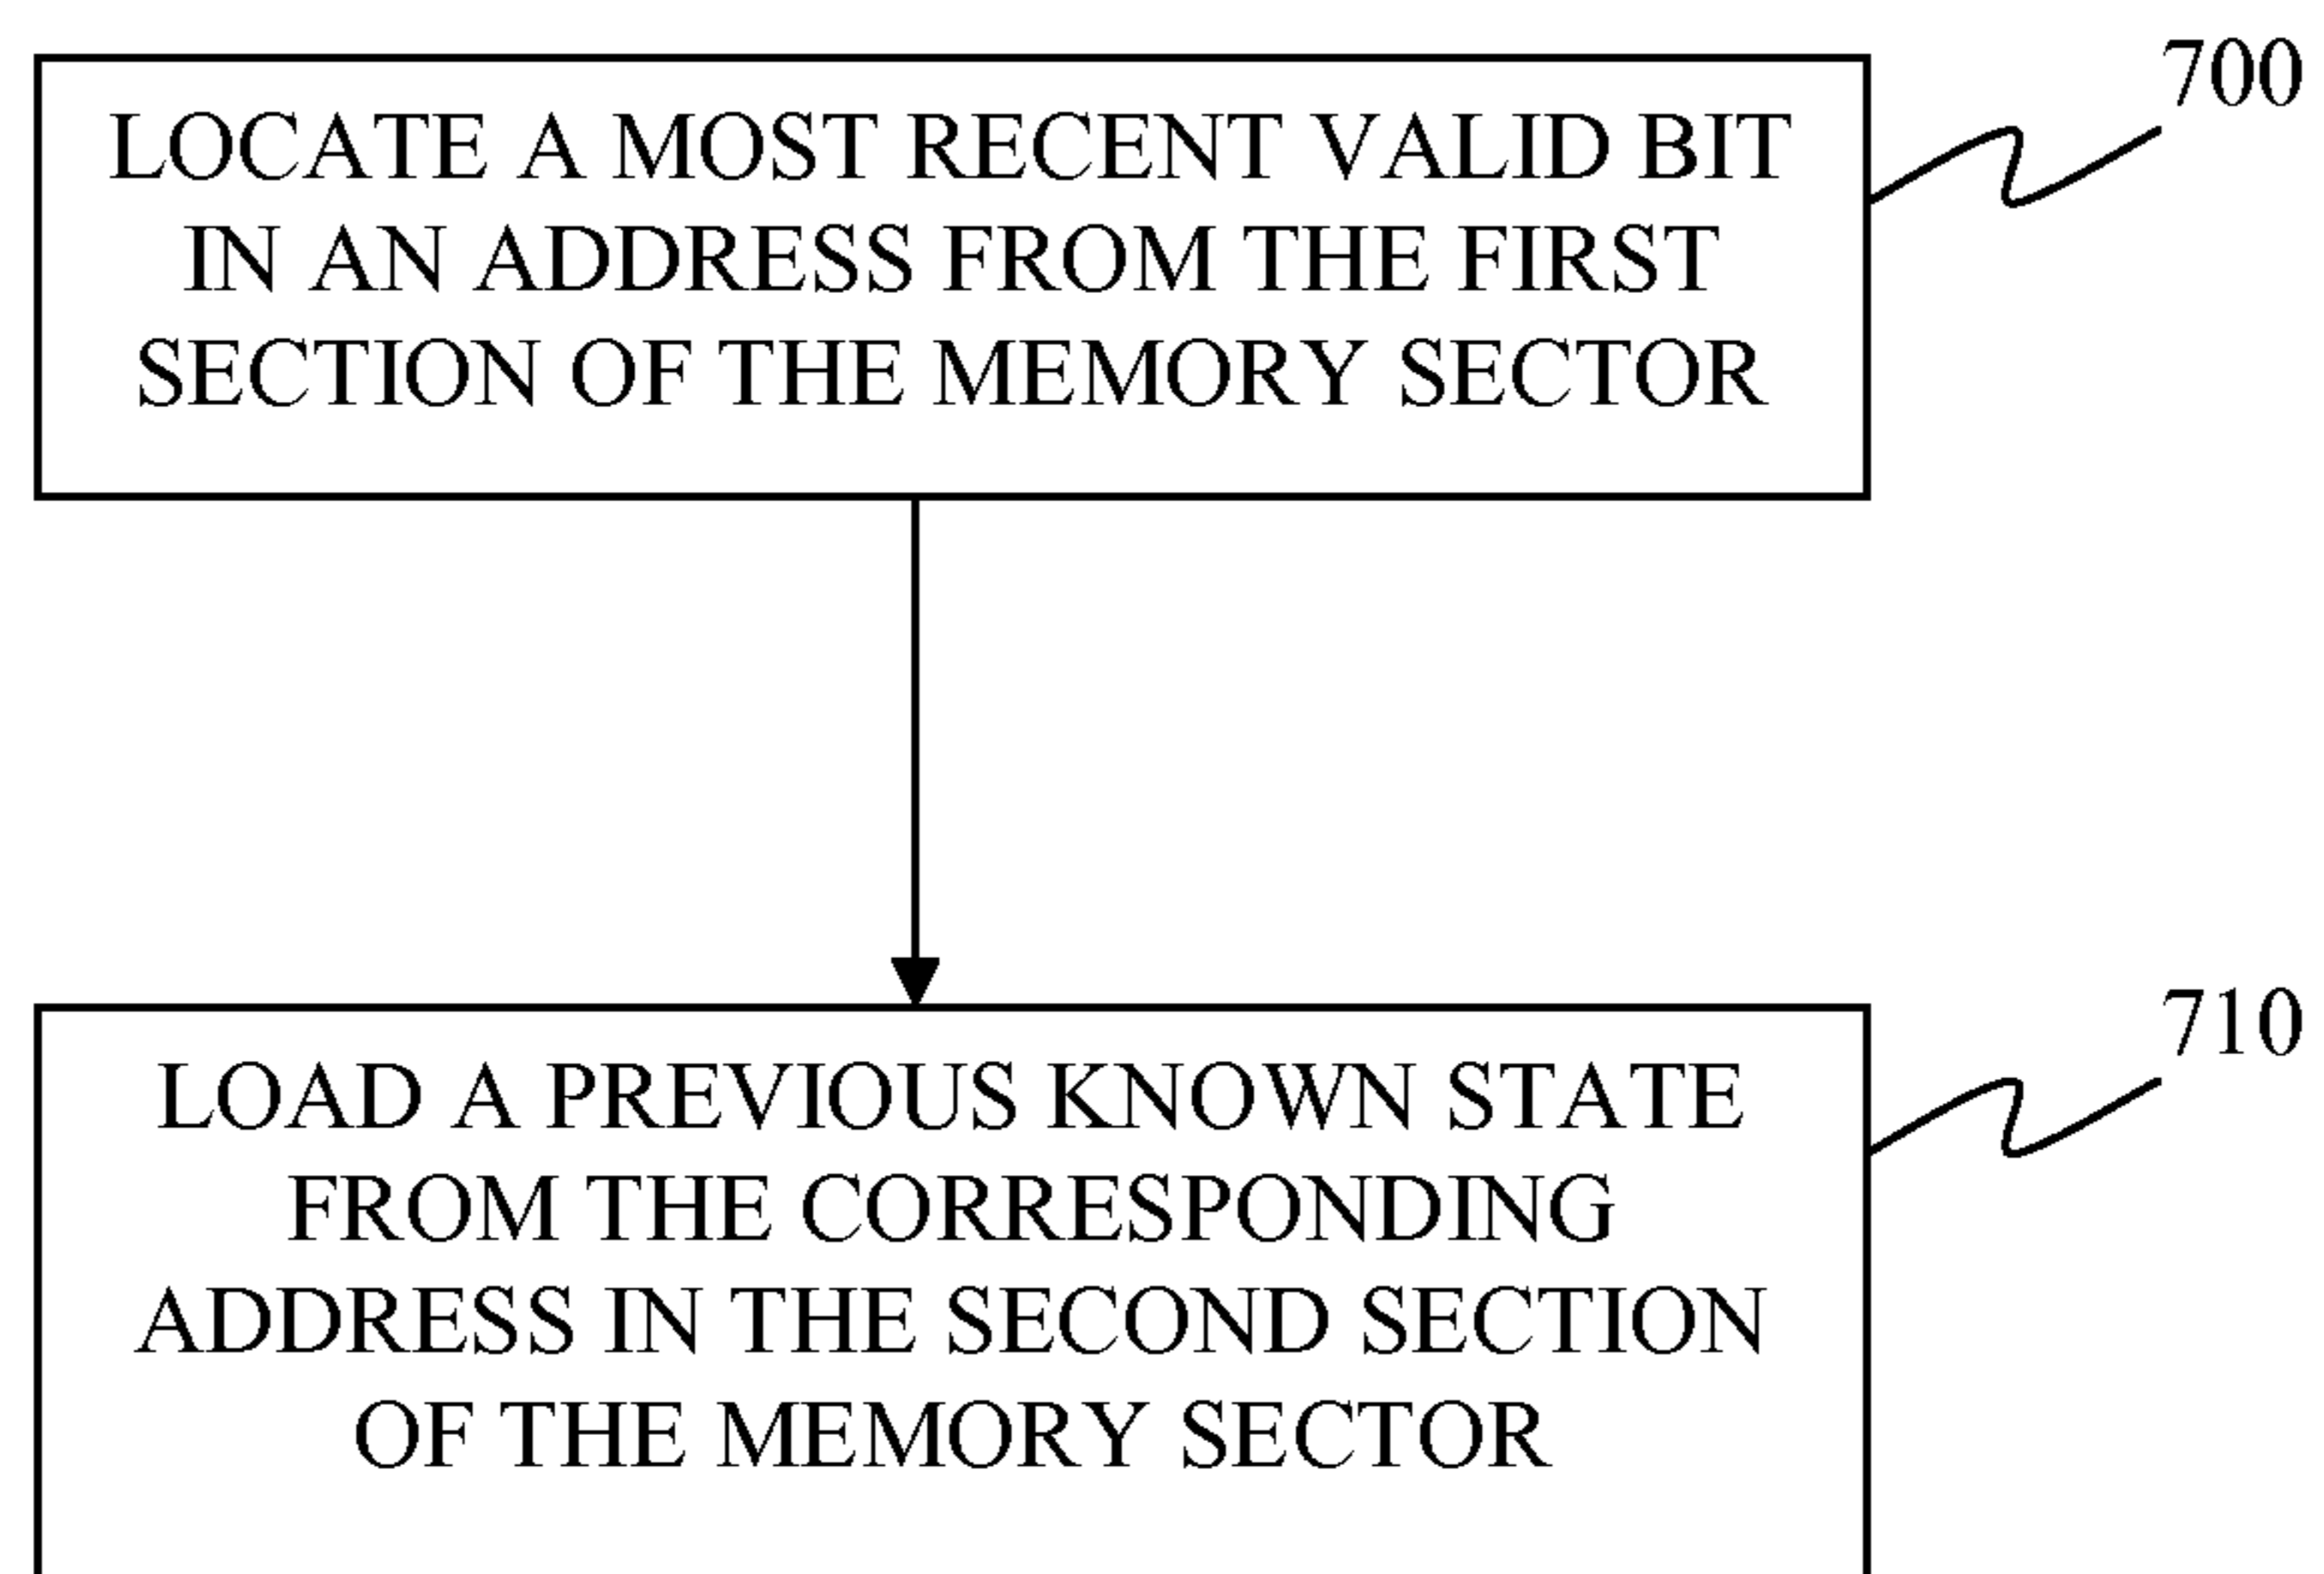 700
LOCATE A MOST RECENT VALID BIT
IN AN ADDRESS FROM THE FIRST
SECTION OF THE MEMORY SECTOR
710
LOAD A PREVIOUS KNOWN STATE
FROM THE CORRESPONDING
ADDRESS IN THE SECOND SECTION
OF THE MEMORY SECTOR